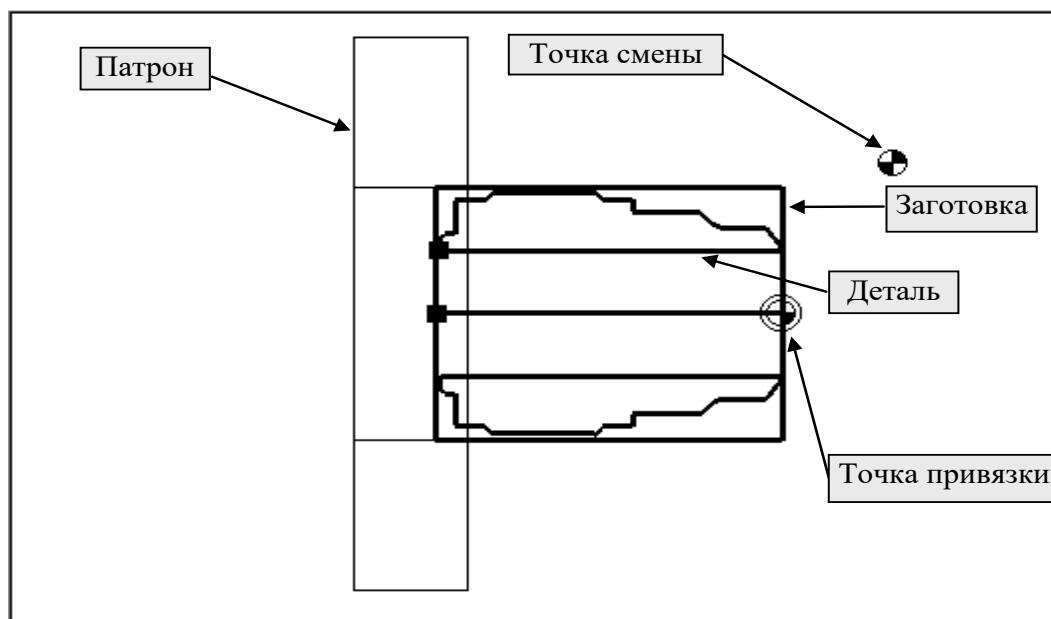 Точка смены
Патрон
Заготовка
Деталь
Точка привязки